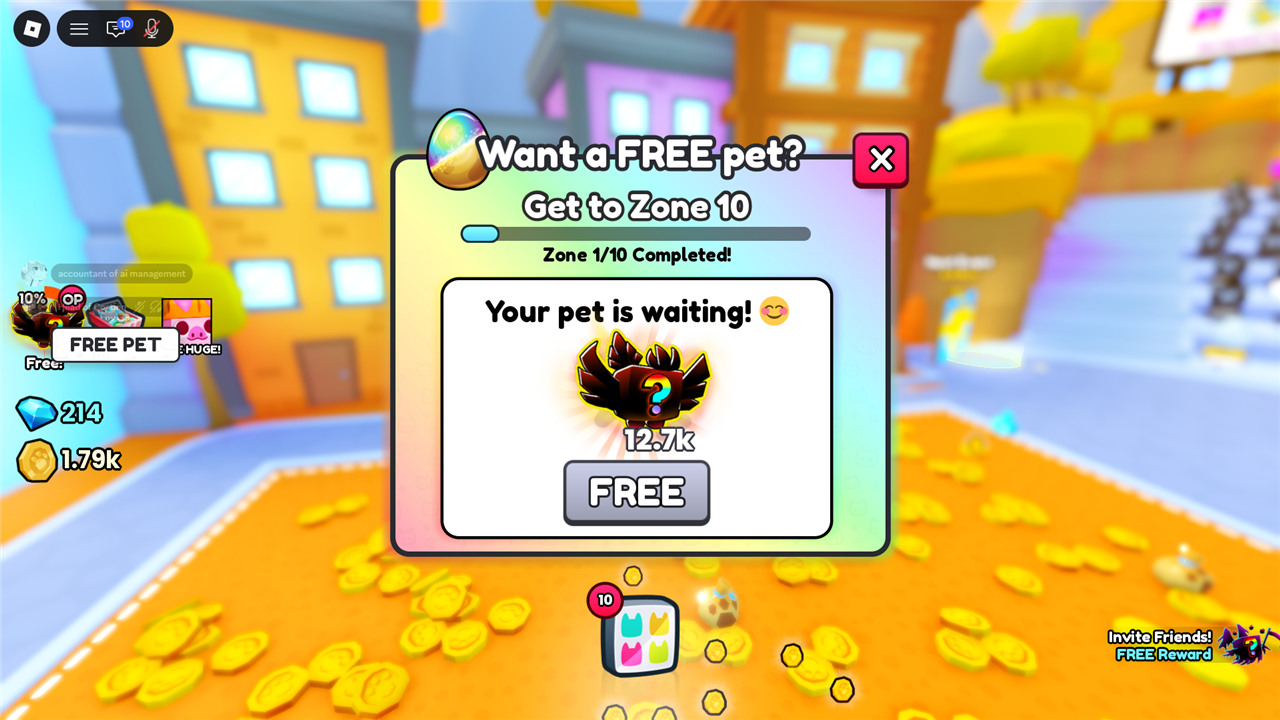 10
Want a FREE pet?
Get to Zone 10
Zone 1/10 Completed!
Your pet is waiting! 😊
?
12.7k
FREE
accountant of ai management
10%
OP
FREE PET
HUGE!
Free!
214
1.79k
10
Invite Friends!
FREE Reward